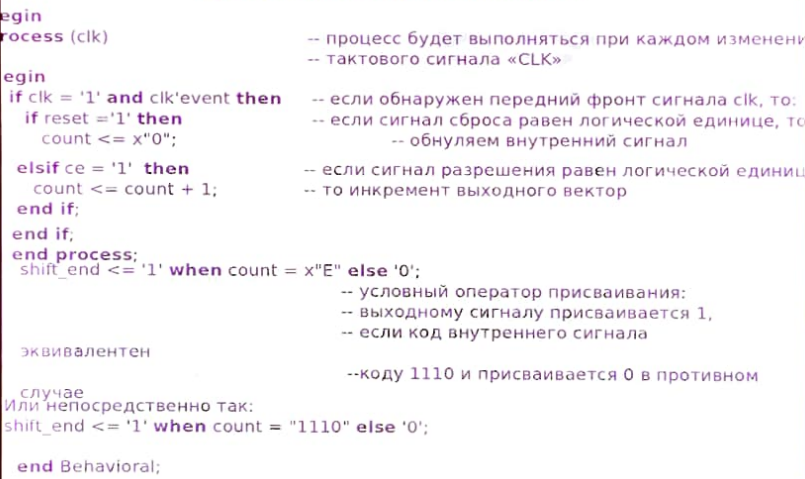 egin
rocess (clk) -- процесс будет выполняться при каждом изменени
-- тактового сигнала «CLK»
egin
if clk = '1' and clk'event then -- если обнаружен передний фронт сигнала clk, то:
if reset ='1' then -- если сигнал сброса равен логической единице, то
count <= x"0"; -- обнуляем внутренний сигнал
elsif ce = '1' then -- если сигнал разрешения равен логической единиц
count <= count + 1; -- то инкремент выходного вектор
end if;
end if;
end process;
shift_end <= '1' when count = x"E" else '0';
-- условный оператор присваивания:
-- выходному сигналу присваивается 1,
-- если код внутреннего сигнала
эквивалентен
--коду 1110 и присваивается 0 в противном
случае
Или непосредственно так:
shift_end <= '1' when count = "1110" else '0';
end Behavioral;